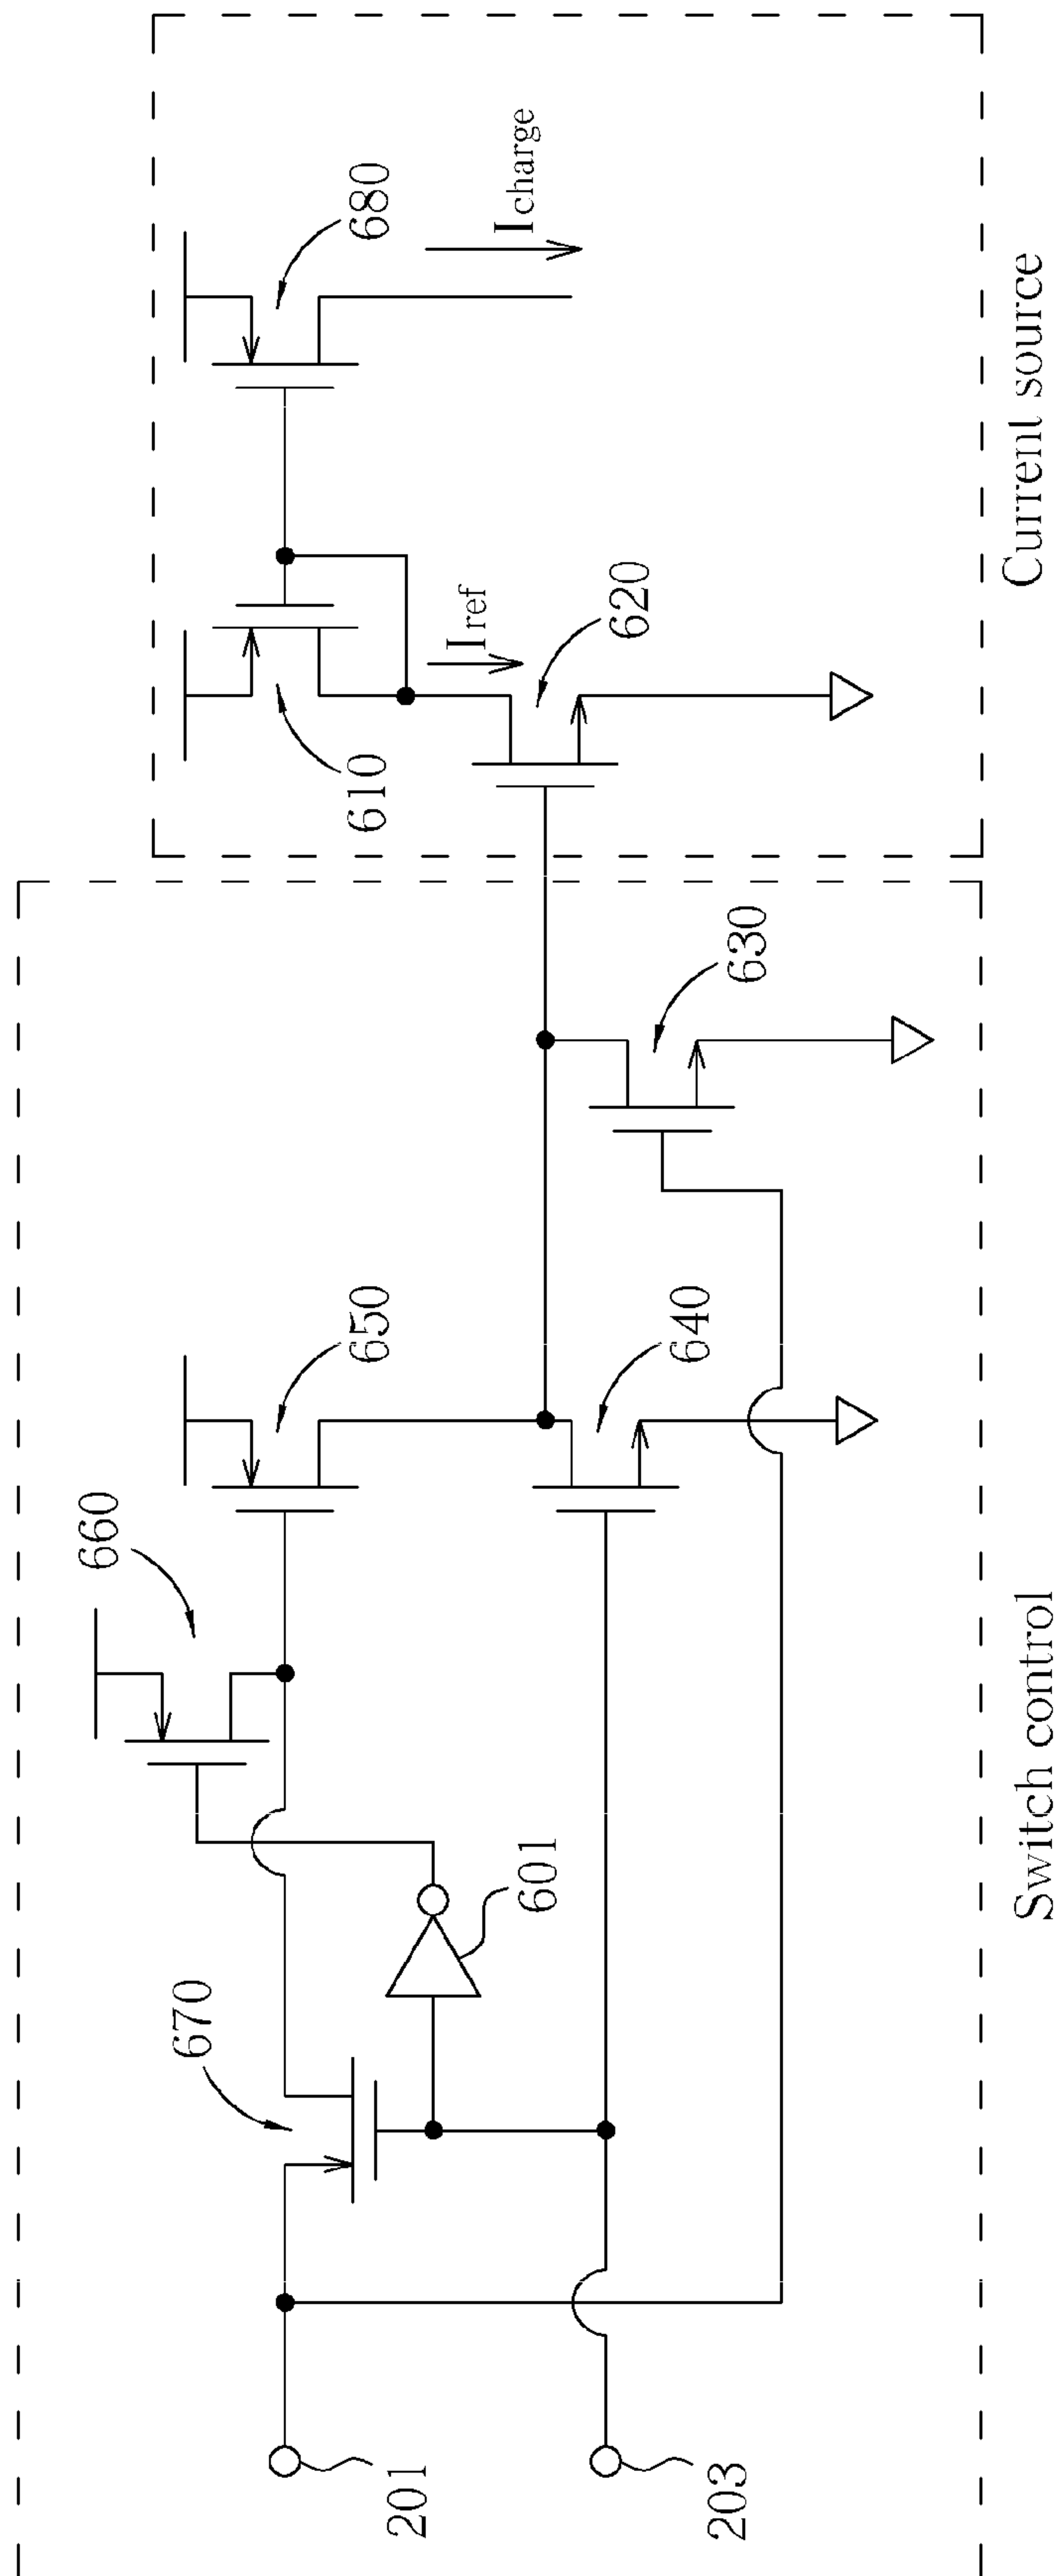 670
660
650
680
601
610
Iref
Icharge
620
640
630
201
203
Switch control
Current source